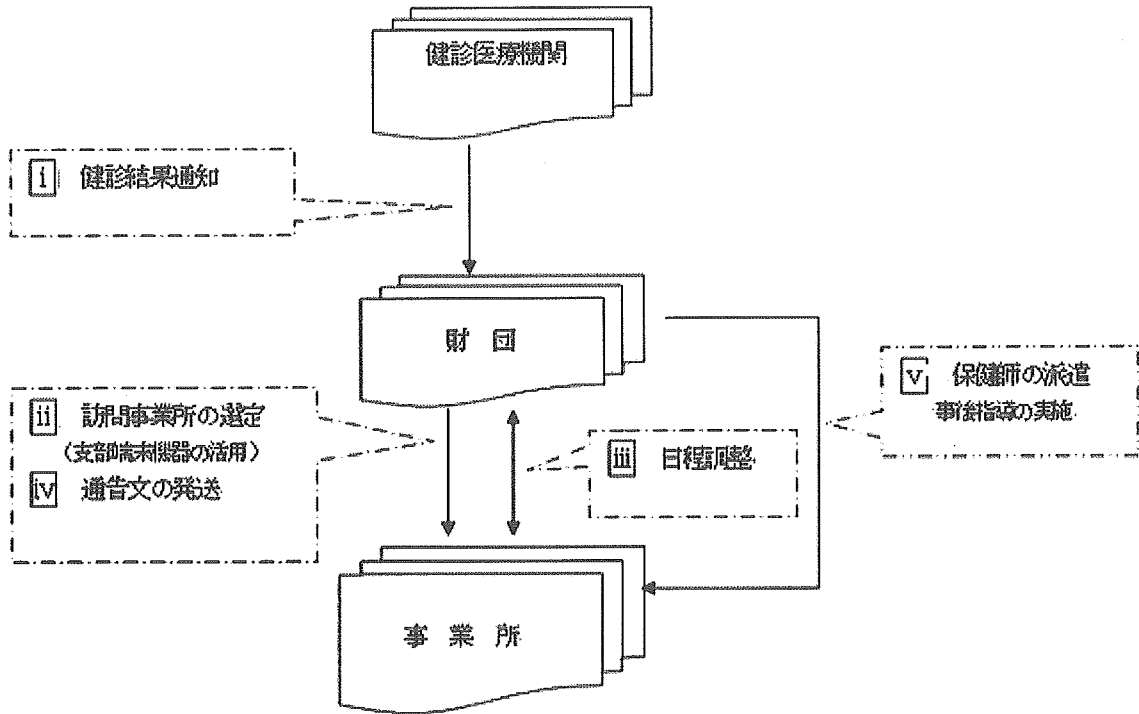 健診医療機関
i 健診結果通知
財 団
ii 訪問事業所の選定
（支部端末機器の活用）
iv 通告文の発送
iii 日程調整
v 保健師の派遣
事後指導の実施
事 業 所